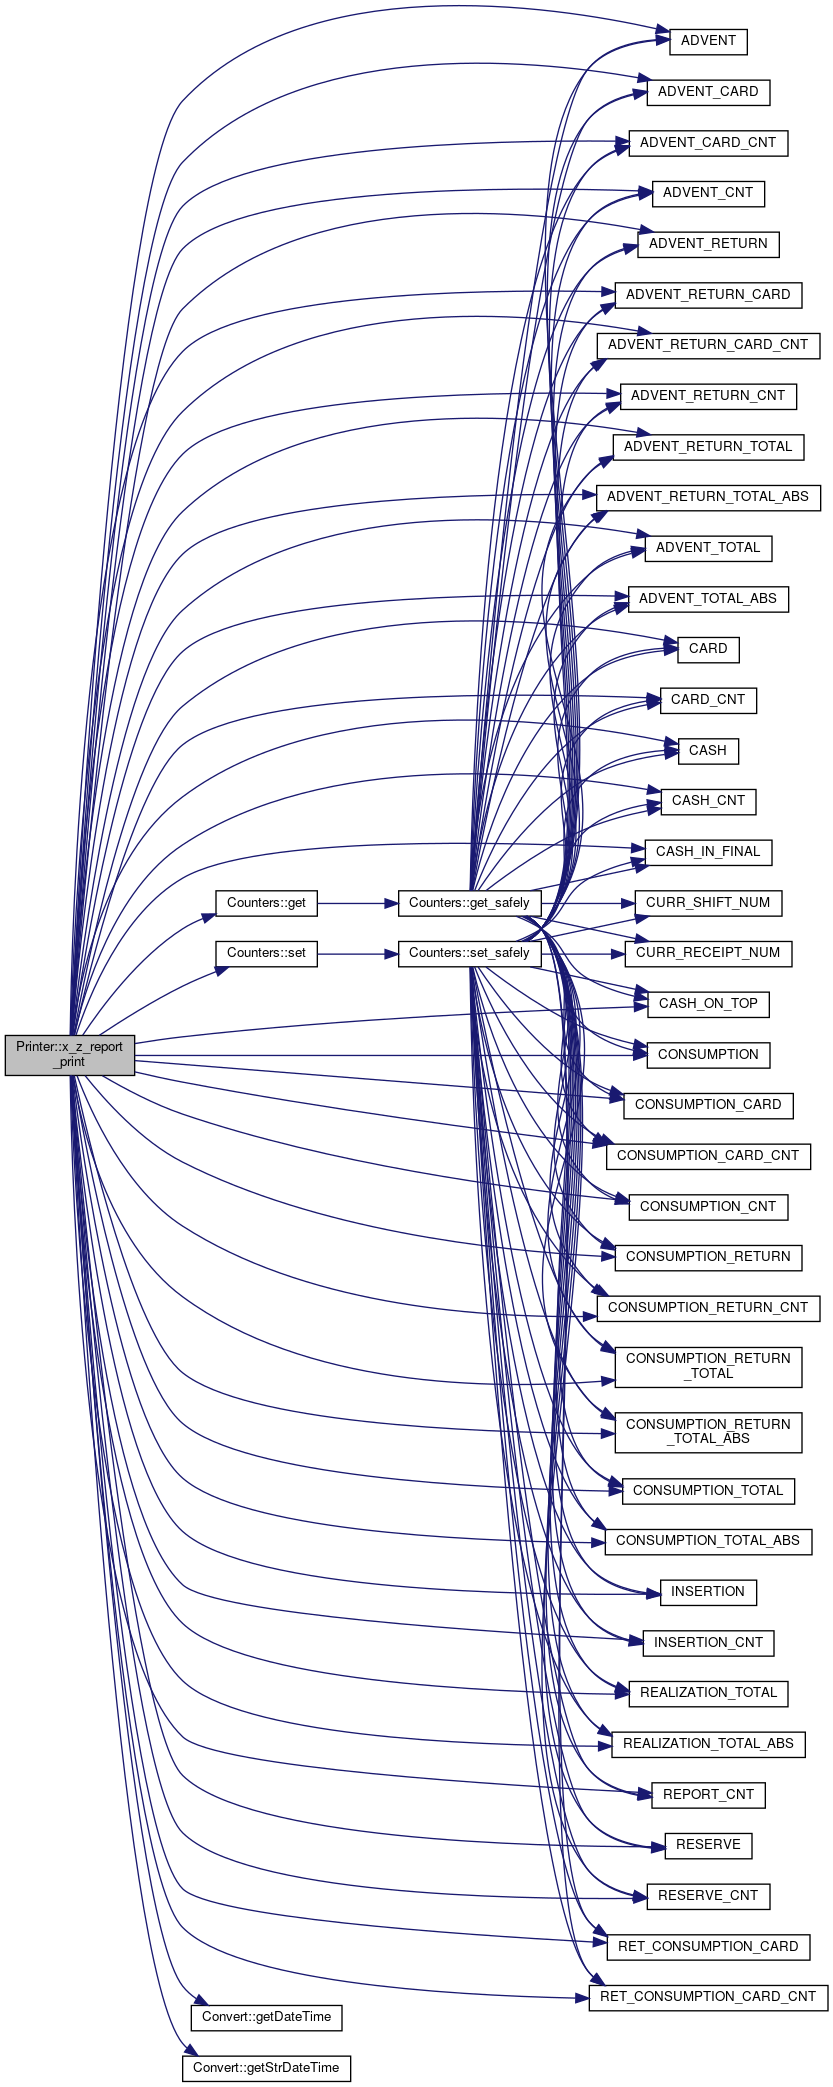 ADVENT
ADVENT_CARD
ADVENT_CARD_CNT
ADVENT_CNT
ADVENT_RETURN
ADVENT_RETURN_CARD
ADVENT_RETURN_CARD_CNT
ADVENT_RETURN_CNT
ADVENT_RETURN_TOTAL
ADVENT_RETURN_TOTAL_ABS
ADVENT_TOTAL
ADVENT_TOTAL_ABS
CARD
CARD_CNT
CASH
CASH_CNT
CASH_IN_FINAL
Counters::get
Counters::get_safely
CURR_SHIFT_NUM
Counters::set
Counters::set_safely
CURR_RECEIPT_NUM
CASH_ON_TOP
Printer::x_z_report
_print
CONSUMPTION
CONSUMPTION_CARD
CONSUMPTION_CARD_CNT
CONSUMPTION_CNT
CONSUMPTION_RETURN
CONSUMPTION_RETURN_CNT
CONSUMPTION_RETURN
_TOTAL
CONSUMPTION_RETURN
_TOTAL_ABS
CONSUMPTION_TOTAL
CONSUMPTION_TOTAL_ABS
INSERTION
INSERTION_CNT
REALIZATION_TOTAL
REALIZATION_TOTAL_ABS
REPORT_CNT
RESERVE
RESERVE_CNT
RET_CONSUMPTION_CARD
RET_CONSUMPTION_CARD_CNT
Convert::getDateTime
Convert::getStrDateTime